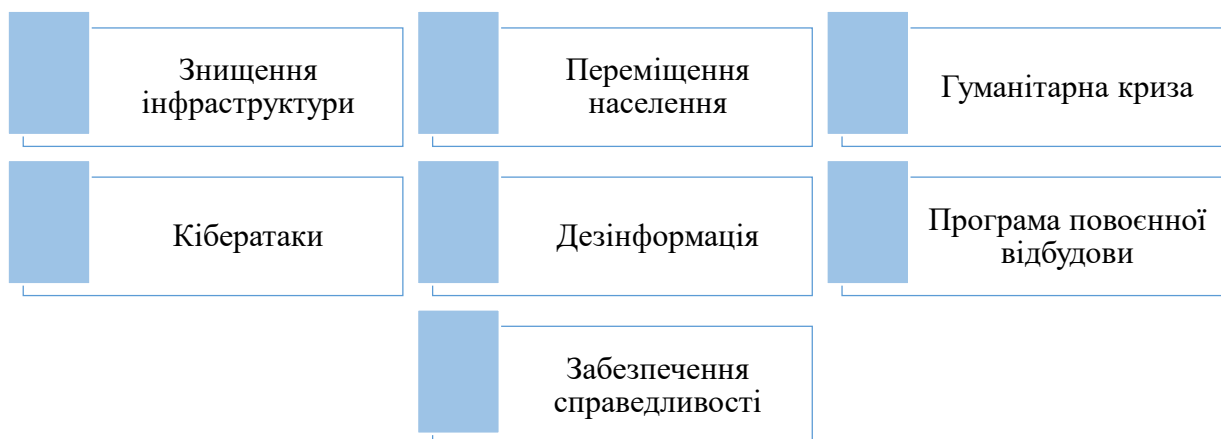 Знищення
інфраструктури
Переміщення
населення
Гуманітарна криза
Кібератаки
Дезінформація
Програма повоєнної
відбудови
Забезпечення
справедливості